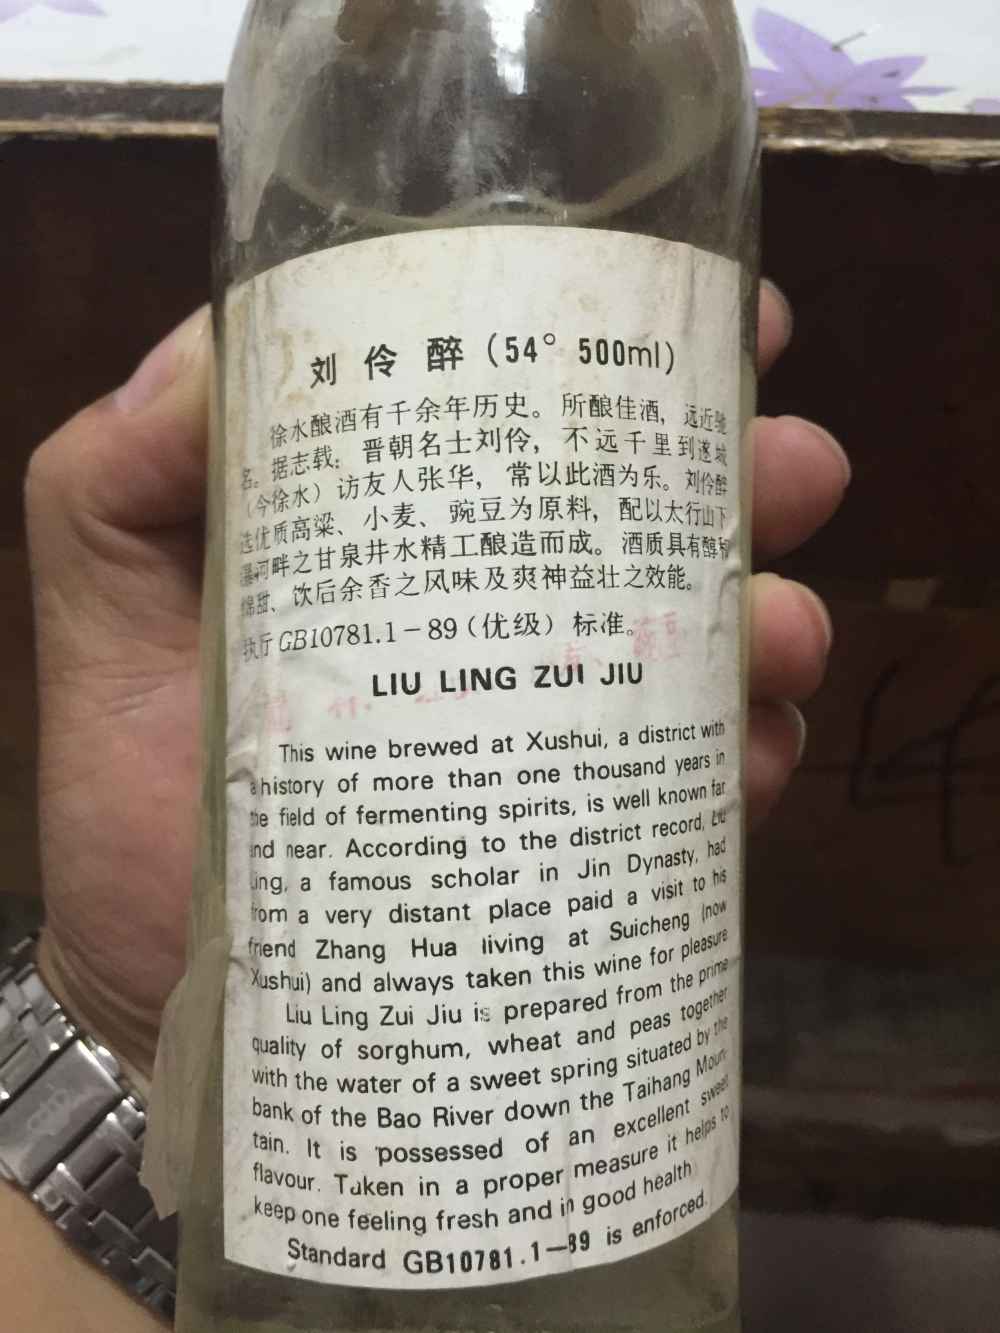 刘伶醉(54° 500ml)
徐水酿酒有千余年历史。所酿佳酒,远近驰
名。据志载:晋朝名士刘伶,不远千里到遂城
(今徐水)访友人张华,常以此酒为乐。刘伶醉
选优质高粱、小麦、豌豆为原料,配以太行山下
瀑河畔之甘泉井水精工酿造而成。酒质具有醇和
绵甜、饮后余香之风味及爽神益壮之效能。
执行GB10781.1-89(优级)标准。
豌豆
LIU LING ZUI JIU
This wine brewed at Xushui, a district with
a history of more than one thousand years in
the field of fermenting spirits, is well known far
and near. According to the district record, Liu
Ling, a famous scholar in Jin Dynasty, had
from a very distant place paid a visit to his
friend Zhang Hua living at Suicheng (now
Xushui) and always taken this wine for pleasure
Liu Ling Zui Jiu is prepared from the prime
quality of sorghum, wheat and peas together
with the water of a sweet spring situated by the
bank of the Bao River down the Taihang Moun-
tain. It is possessed of an excellent sweet
flavour. Taken in a proper measure it helps to
keep one feeling fresh and in good health
Standard GB10781.1—89 is enforced.